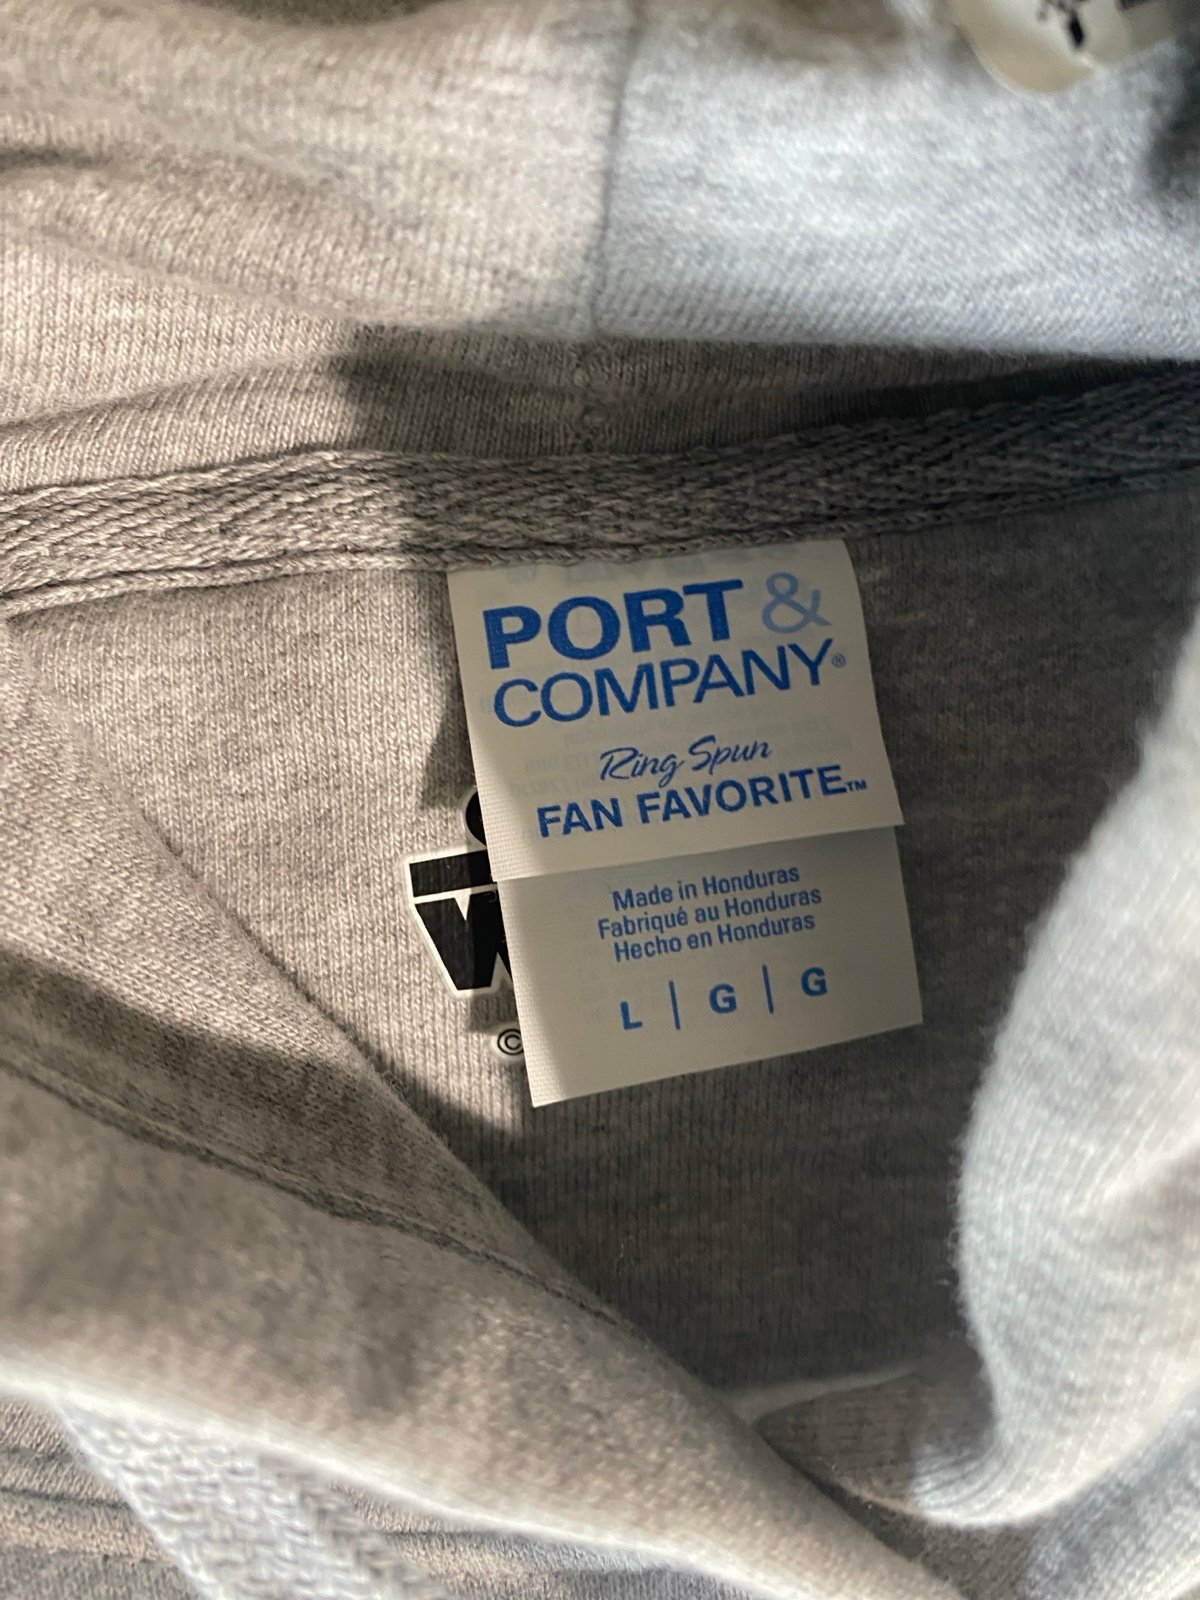 PORT &
COMPANY®
Ring Spun
FAN FAVORITE™
Made in Honduras
Fabriqué au Honduras
Hecho en Honduras
L | G | G
W
©